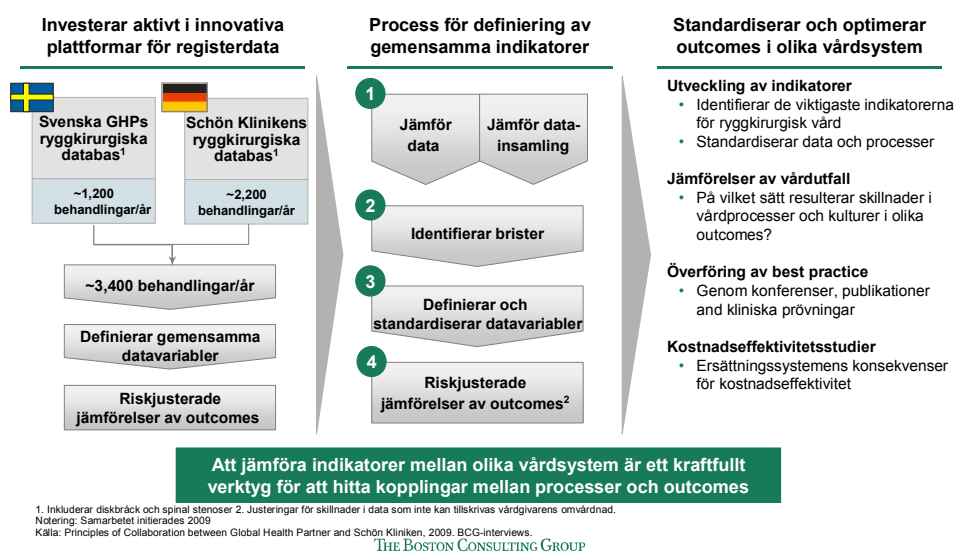 Investerar aktivt i innovativa
plattformar för registerdata
Svenska GHPs
ryggkirurgiska
databas1
~1,200
behandlingar/år
Schön Klinikens
ryggkirurgiska
databas1
~2,200
behandlingar/år
~3,400 behandlingar/år
Definierar gemensamma
datavariabler
Riskjusterade
jämförelser av outcomes
Process för definiering av
gemensamma indikatorer
1
Jämför
data
Jämför data-
insamling
2
Identifierar brister
3
Definierar och
standardiserar datavariabler
4
Riskjusterade
jämförelser av outcomes2
Standardiserar och optimerar
outcomes i olika vårdsystem
Utveckling av indikatorer
• Identifierar de viktigaste indikatorerna
för ryggkirurgisk vård
• Standardiserar data och processer
Jämförelser av vårdutfall
• På vilket sätt resulterar skillnader i
vårdprocesser och kulturer i olika
outcomes?
Överföring av best practice
• Genom konferenser, publikationer
and kliniska prövningar
Kostnadseffektivitetsstudier
• Ersättningssystemens konsekvenser
för kostnadseffektivitet
Att jämföra indikatorer mellan olika vårdsystem är ett kraftfullt
verktyg för att hitta kopplingar mellan processer och outcomes
1. Inkluderar diskbråck och spinal stenoser 2. Justeringar för skillnader i data som inte kan tillskrivas vårdgivarens omvårdnad.
Notering: Samarbetet initierades 2009
Källa: Principles of Collaboration between Global Health Partner and Schön Kliniken, 2009. BCG-interviews.
THE BOSTON CONSULTING GROUP